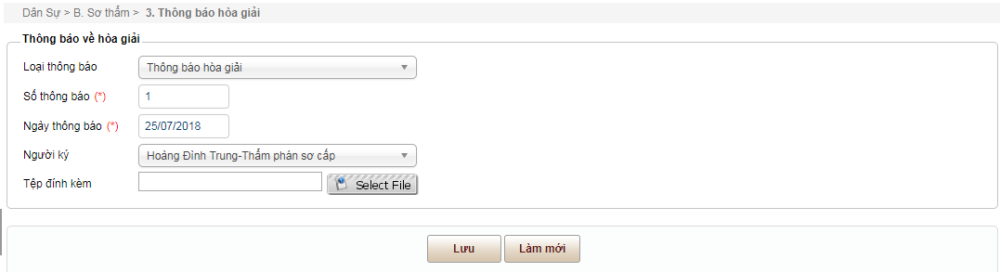 Dân Sự > B. Sơ thẩm > 3. Thông báo hòa giải
Thông báo về hòa giải
Loại thông báo Thông báo hòa giải
Số thông báo (*) 1
Ngày thông báo (*) 25/07/2018
Người ký Hoàng Đình Trung-Thẩm phán sơ cấp
Tệp đính kèm Select File
Lưu Làm mới